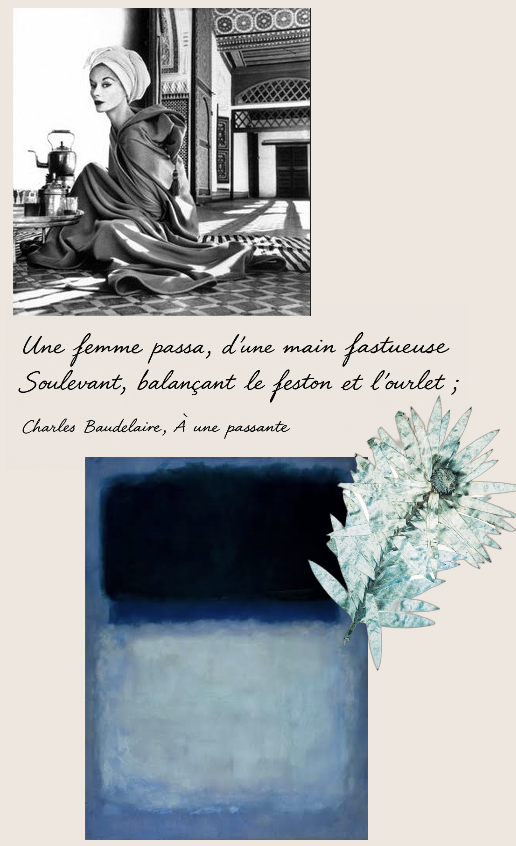 Une femme passa, d'une main fastueuse
Soulevant, balançant le feston et l'ourlet ;
Charles Baudelaire, À une passante